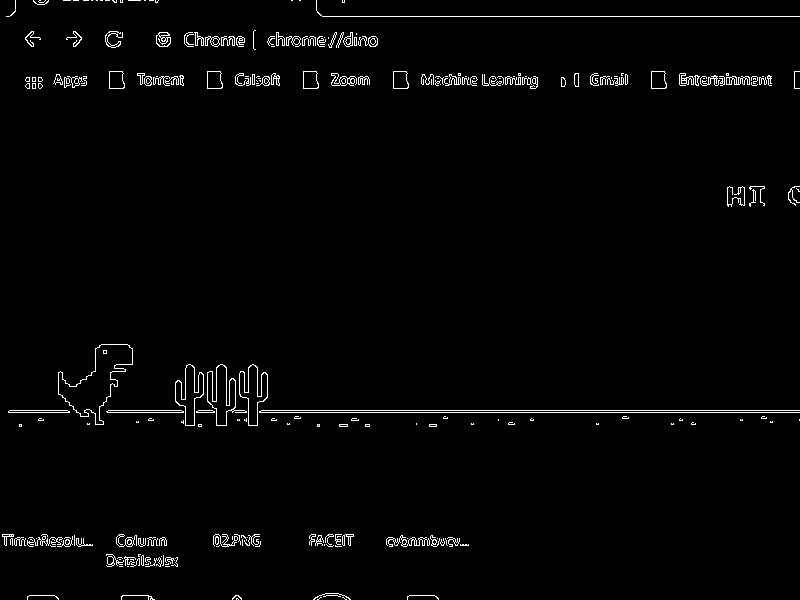 Chrome | chrome://dino
Apps Torrent Calsoft Zoom Machine Learning Gmail Entertainment
HI
TimerResolu... Column 02.PNG FACEIT cvbnmbvcv...
Details.xlsx